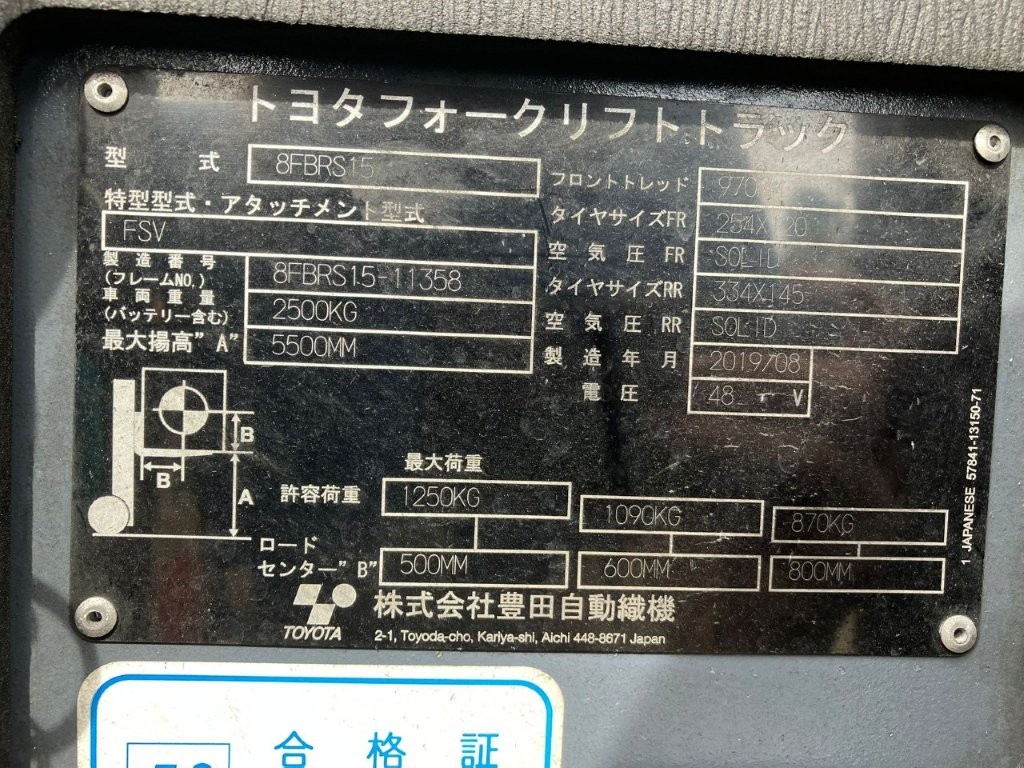 トヨタフォークリフトトラック
型 式 8FBRS15
特型型式・アタッチメント型式
FSV
製造番号
(フレームNO.) 8FBRS15-11358
車両重量
(バッテリー含む) 2500KG
最大揚高"A" 5500MM
フロントトレッド 970
タイヤサイズFR 254X120
空気圧 FR SOLID
タイヤサイズRR 334X145
空気圧 RR SOLID
製造年月 2019/08
電圧 48 V
B
B
A
最大荷重
許容荷重 1250KG 1090KG 870KG
ロード
センター"B" 500MM 600MM 800MM
TOYOTA
株式会社豊田自動織機
2-1, Toyoda-cho, Kariya-shi, Aichi 448-8671 Japan
1 JAPANESE 57841-13150-71
合格証